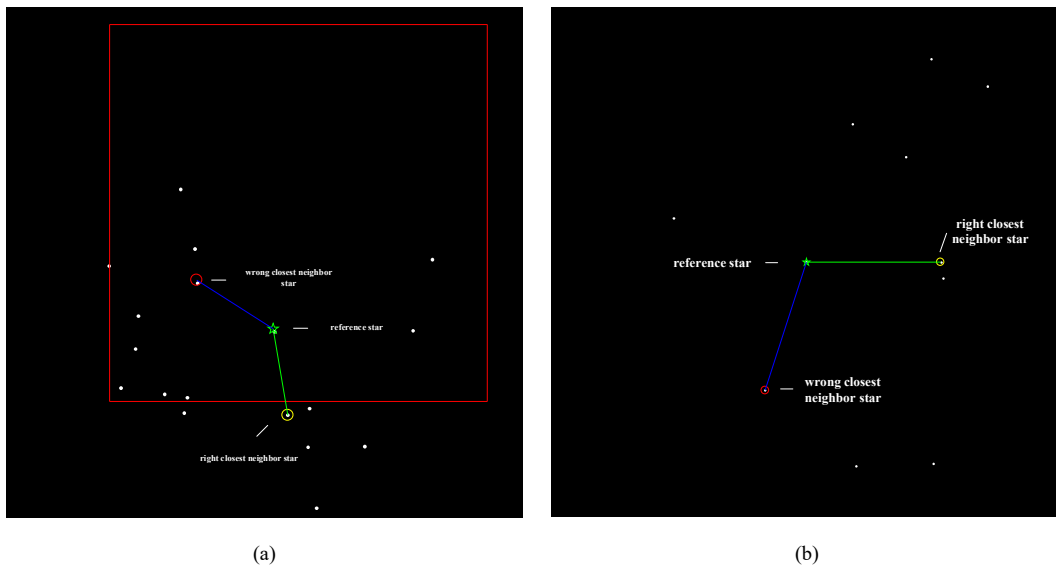 wrong closest neighbor
star
reference star
right closest neighbor star
(a)
right closest
neighbor star
reference star
wrong closest
neighbor star
(b)